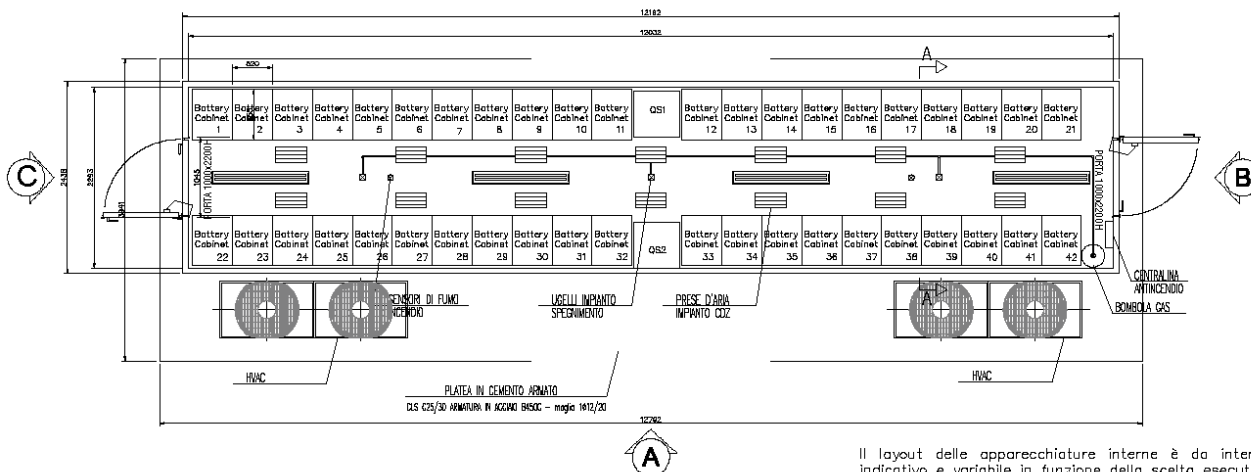 12192
12032
A
520
Battery Cabinet 1
Battery Cabinet 2
Battery Cabinet 3
Battery Cabinet 4
Battery Cabinet 5
Battery Cabinet 6
Battery Cabinet 7
Battery Cabinet 8
Battery Cabinet 9
Battery Cabinet 10
Battery Cabinet 11
QS1
Battery Cabinet 12
Battery Cabinet 13
Battery Cabinet 14
Battery Cabinet 15
Battery Cabinet 16
Battery Cabinet 17
Battery Cabinet 18
Battery Cabinet 19
Battery Cabinet 20
Battery Cabinet 21
C
2438
PORTA 1000x2200H
PORTA 1000x2200H
B
Battery Cabinet 22
Battery Cabinet 23
Battery Cabinet 24
Battery Cabinet 25
Battery Cabinet 26
Battery Cabinet 27
Battery Cabinet 28
Battery Cabinet 29
Battery Cabinet 30
Battery Cabinet 31
Battery Cabinet 32
QS2
Battery Cabinet 33
Battery Cabinet 34
Battery Cabinet 35
Battery Cabinet 36
Battery Cabinet 37
Battery Cabinet 38
Battery Cabinet 39
Battery Cabinet 40
Battery Cabinet 41
Battery Cabinet 42
CENTRALINA
ANTINCENDIO
BOMBOLA GAS
SENSORI DI FUMO
INCENDIO
UGELLI IMPIANTO
SPEGNIMENTO
PRESE D'ARIA
IMPIANTO CDZ
A
HVAC
HVAC
PLATEA IN CEMENTO ARMATO
CLS C25/30 ARMATURA IN ACCIAIO B450C - maglia 1Φ12/20
12792
A
Il layout delle apparecchiature interne è da inter
indicativo e variabile in funzione della scelta esecut